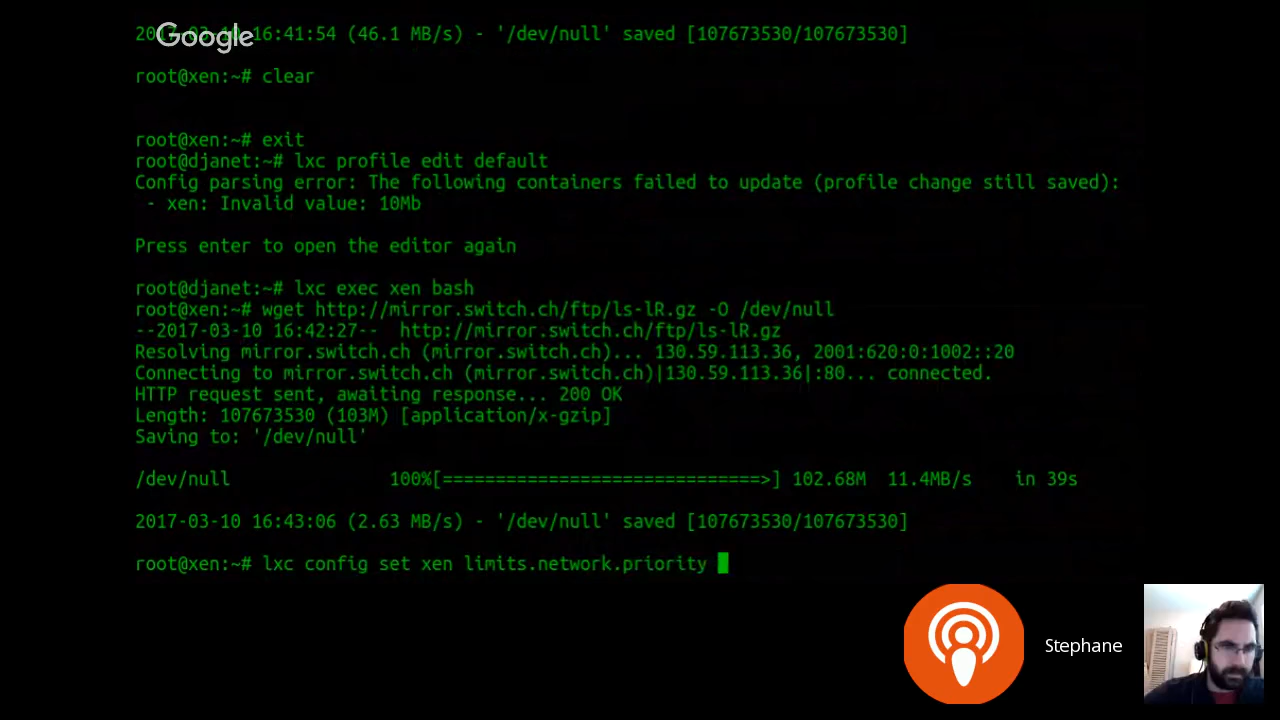 Google
2017-03-10 16:41:54 (46.1 MB/s) - '/dev/null' saved [107673530/107673530]
root@xen:~# clear
root@xen:~# exit
root@djanet:~# lxc profile edit default
Config parsing error: The following containers failed to update (profile change still saved):
- xen: Invalid value: 10Mb
Press enter to open the editor again
root@djanet:~# lxc exec xen bash
root@xen:~# wget http://mirror.switch.ch/ftp/ls-lR.gz -O /dev/null
--2017-03-10 16:42:27-- http://mirror.switch.ch/ftp/ls-lR.gz
Resolving mirror.switch.ch (mirror.switch.ch)... 130.59.113.36, 2001:620:0:1002::20
Connecting to mirror.switch.ch (mirror.switch.ch)|130.59.113.36|:80... connected.
HTTP request sent, awaiting response... 200 OK
Length: 107673530 (103M) [application/x-gzip]
Saving to: '/dev/null'
/dev/null 100%[==============================>] 102.68M 11.4MB/s in 39s
2017-03-10 16:43:06 (2.63 MB/s) - '/dev/null' saved [107673530/107673530]
root@xen:~# lxc config set xen limits.network.priority
Stephane